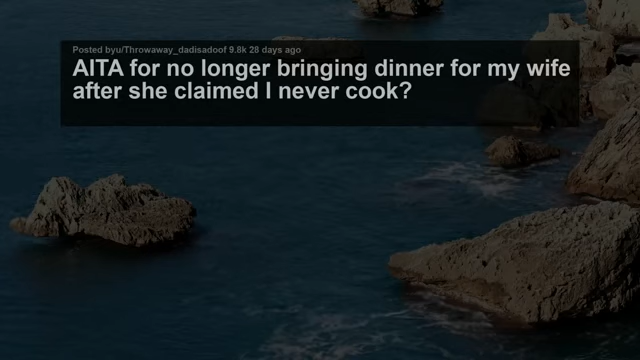 Posted byu/Throwaway_dadisadoof 9.8k 28 days ago
AITA for no longer bringing dinner for my wife
after she claimed I never cook?